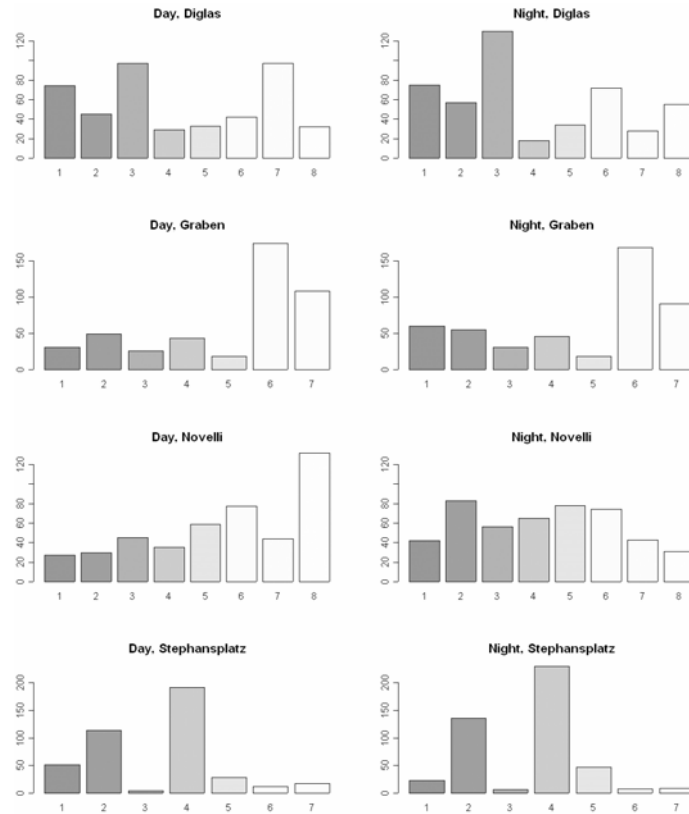 Day, Diglas
Night, Diglas
0 20 40 60 80 120
1 2 3 4 5 6 7 8
0 20 40 60 80 120
1 2 3 4 5 6 7 8
Day, Graben
Night, Graben
0 50 100 150
1 2 3 4 5 6 7
0 50 100 150
1 2 3 4 5 6 7
Day, Novelli
Night, Novelli
0 20 40 60 80 120
1 2 3 4 5 6 7 8
0 20 40 60 80 120
1 2 3 4 5 6 7 8
Day, Stephansplatz
Night, Stephansplatz
0 50 100 150 200
1 2 3 4 5 6 7
0 50 100 150 200
1 2 3 4 5 6 7